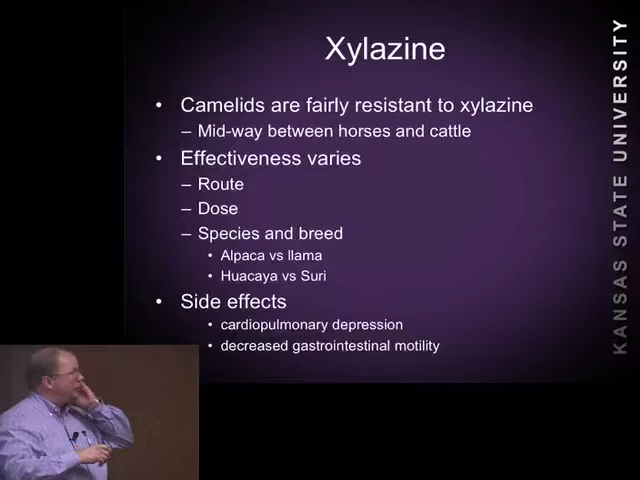 Xylazine
• Camelids are fairly resistant to xylazine
– Mid-way between horses and cattle
• Effectiveness varies
– Route
– Dose
– Species and breed
• Alpaca vs llama
• Huacaya vs Suri
• Side effects
• cardiopulmonary depression
• decreased gastrointestinal motility
KANSAS STATE UNIVERSITY